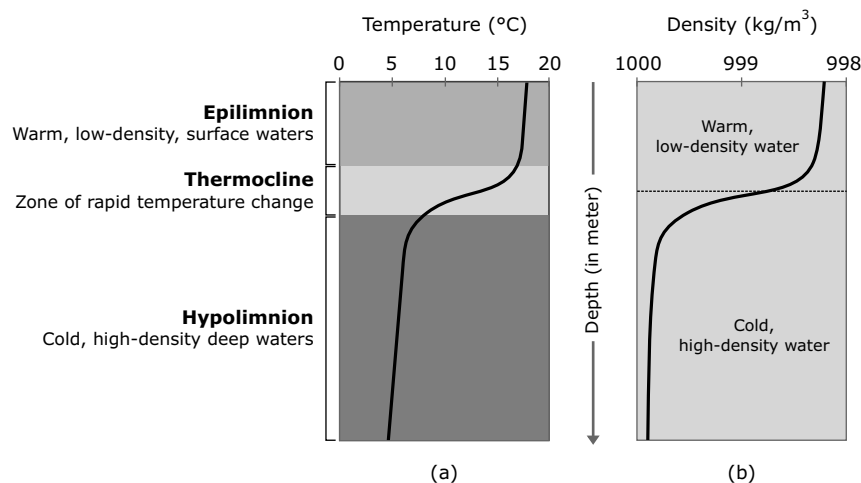 Temperature (°C)
0 5 10 15 20
Epilimnion
Warm, low-density, surface waters
Thermocline
Zone of rapid temperature change
Hypolimnion
Cold, high-density deep waters
(a)
Depth (in meter)
Density (kg/m³)
1000 999 998
Warm,
low-density water
Cold,
high-density water
(b)